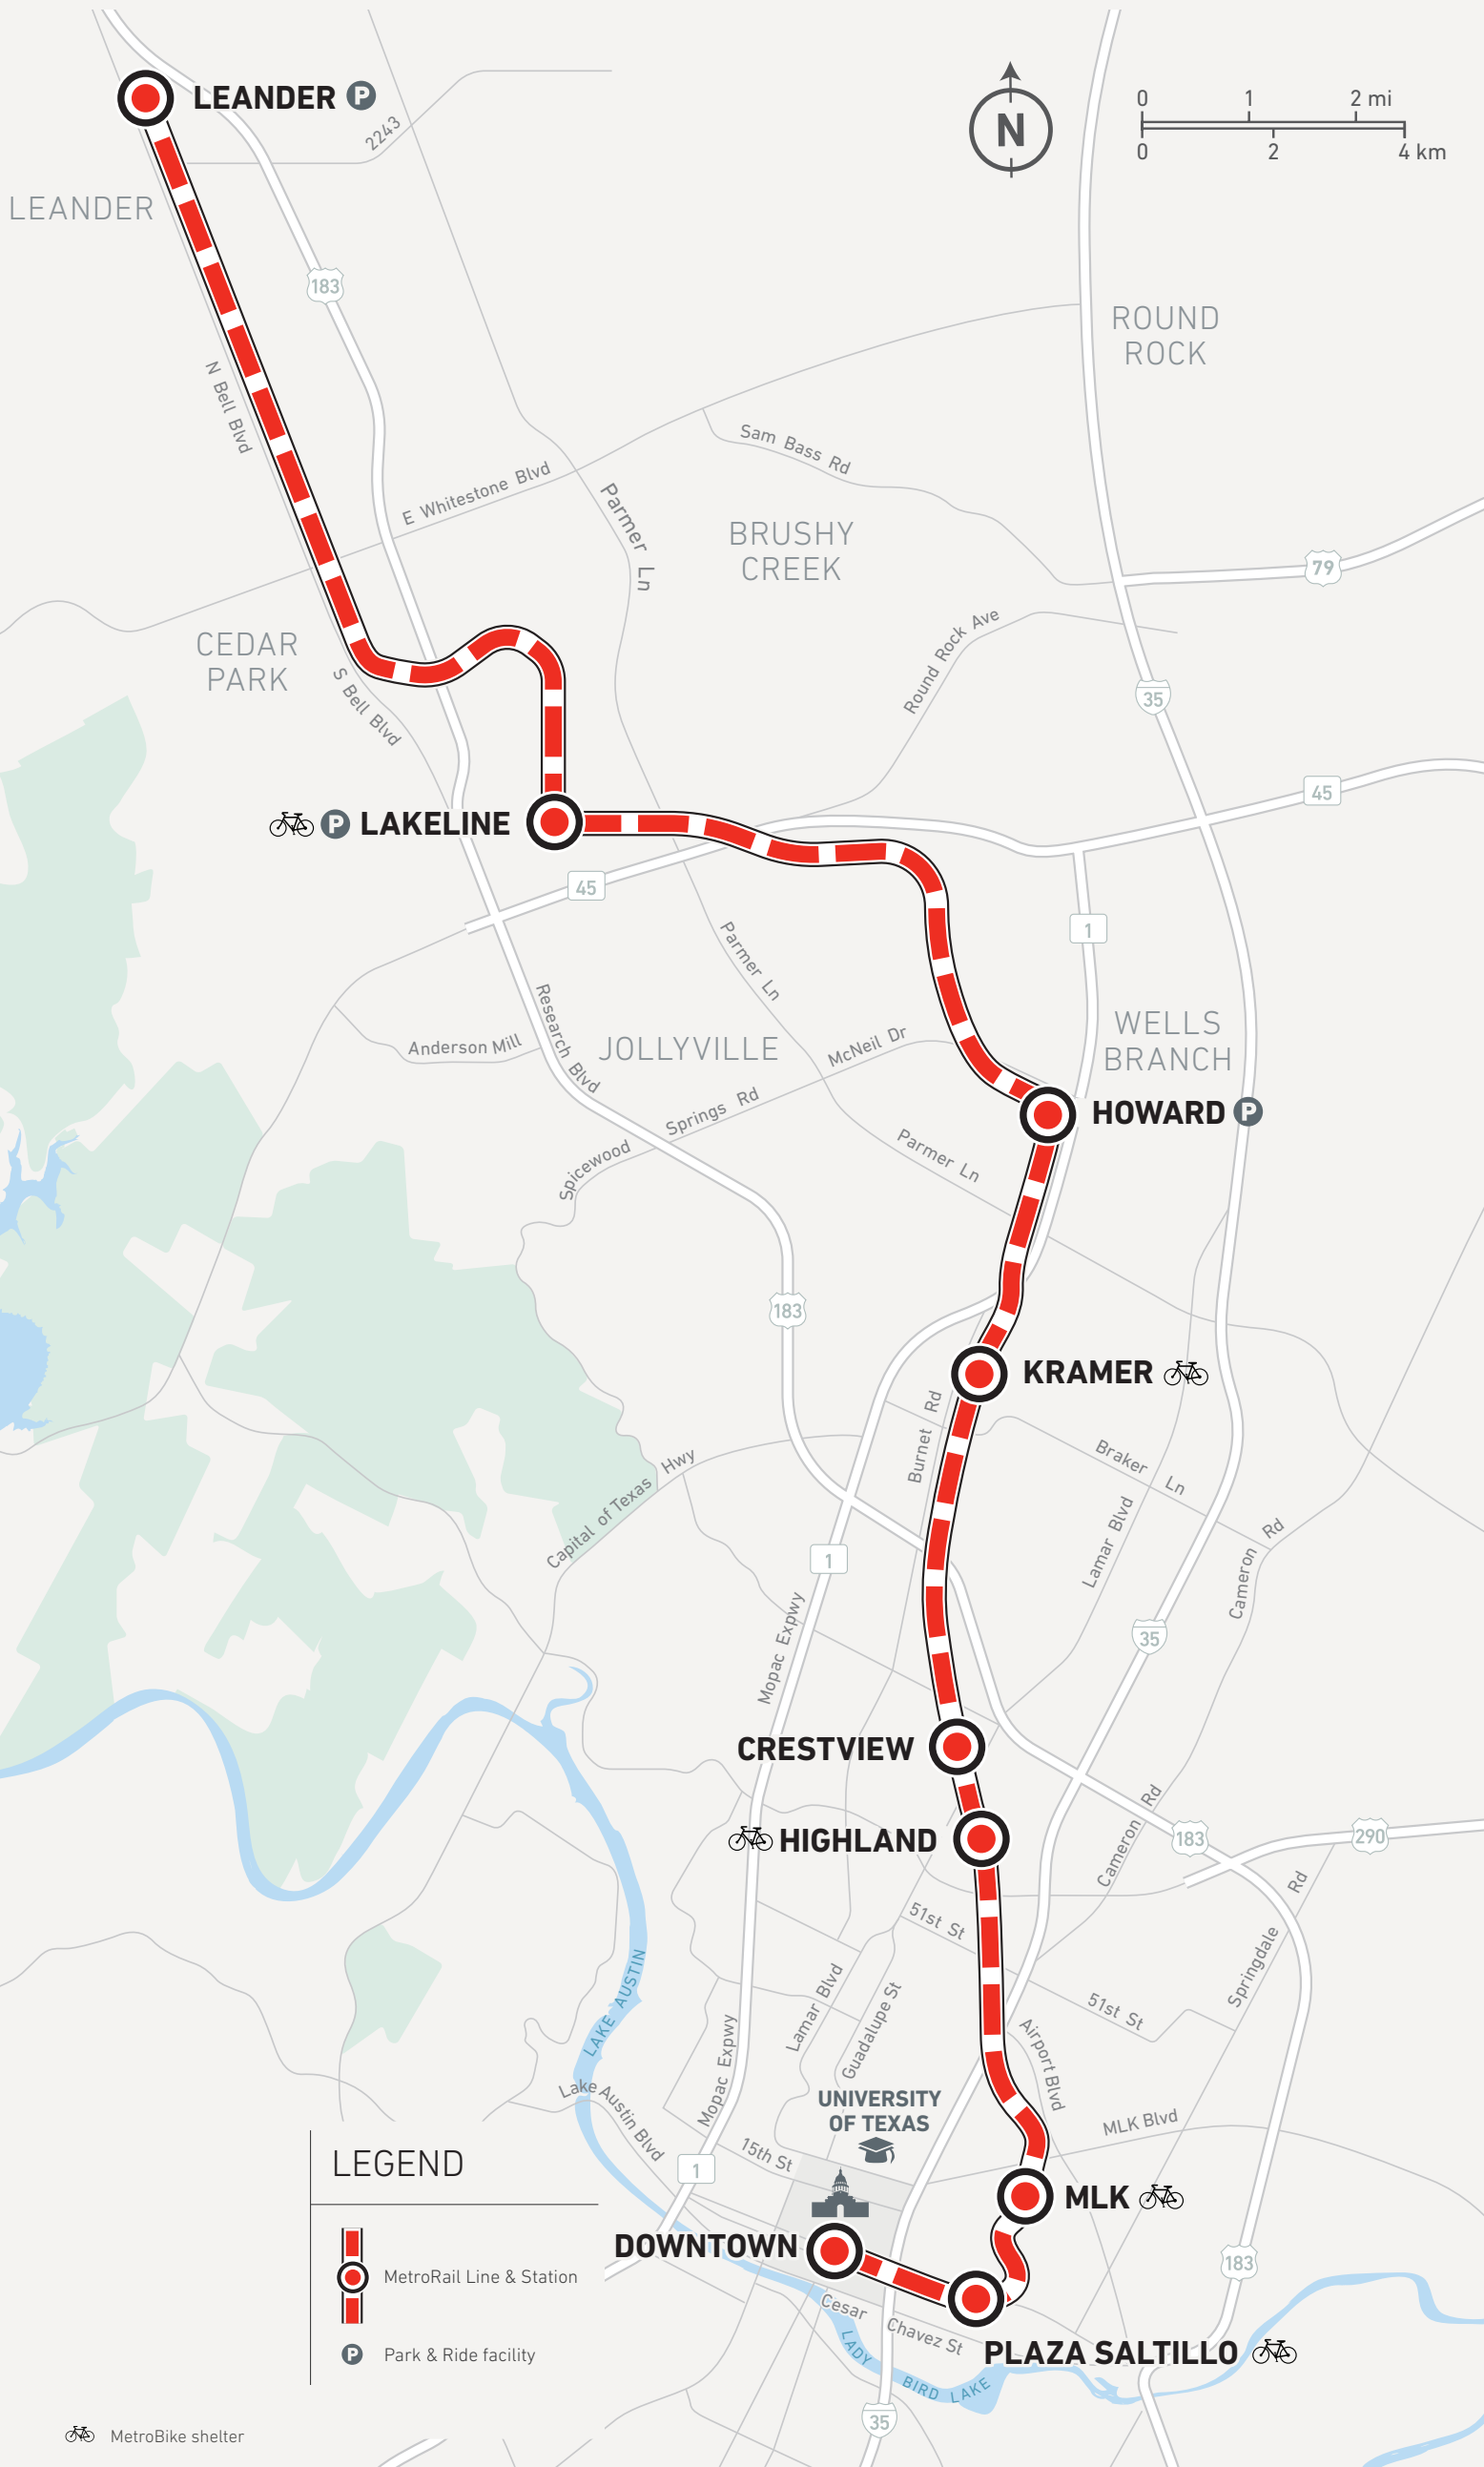 LEANDER P
N
0 1 2 mi
0 2 4 km
2243
LEANDER
183
ROUND
ROCK
N Bell Blvd
Sam Bass Rd
E Whitestone Blvd
Parmer Ln
BRUSHY
CREEK
79
Round Rock Ave
CEDAR
PARK
S Bell Blvd
35
45
P LAKELINE
45
1
Parmer Ln
Research Blvd
Anderson Mill
JOLLYVILLE
McNeil Dr
WELLS
BRANCH
HOWARD P
Springs Rd
Spicewood
Parmer Ln
183
KRAMER
Burnet Rd
Braker Ln
Capital of Texas Hwy
Lamar Blvd
Cameron Rd
1
Mopac Expwy
35
CRESTVIEW
Cameron Rd
183
290
HIGHLAND
51st St
Springdale Rd
LAKE AUSTIN
Lamar Blvd
Guadalupe St
51st St
Airport Blvd
Mopac Expwy
Lake Austin Blvd
UNIVERSITY
OF TEXAS
MLK Blvd
15th St
1
MLK
DOWNTOWN
183
Cesar Chavez St
PLAZA SALTILLO
LADY BIRD LAKE
35
LEGEND
MetroRail Line & Station
P Park & Ride facility
MetroBike shelter